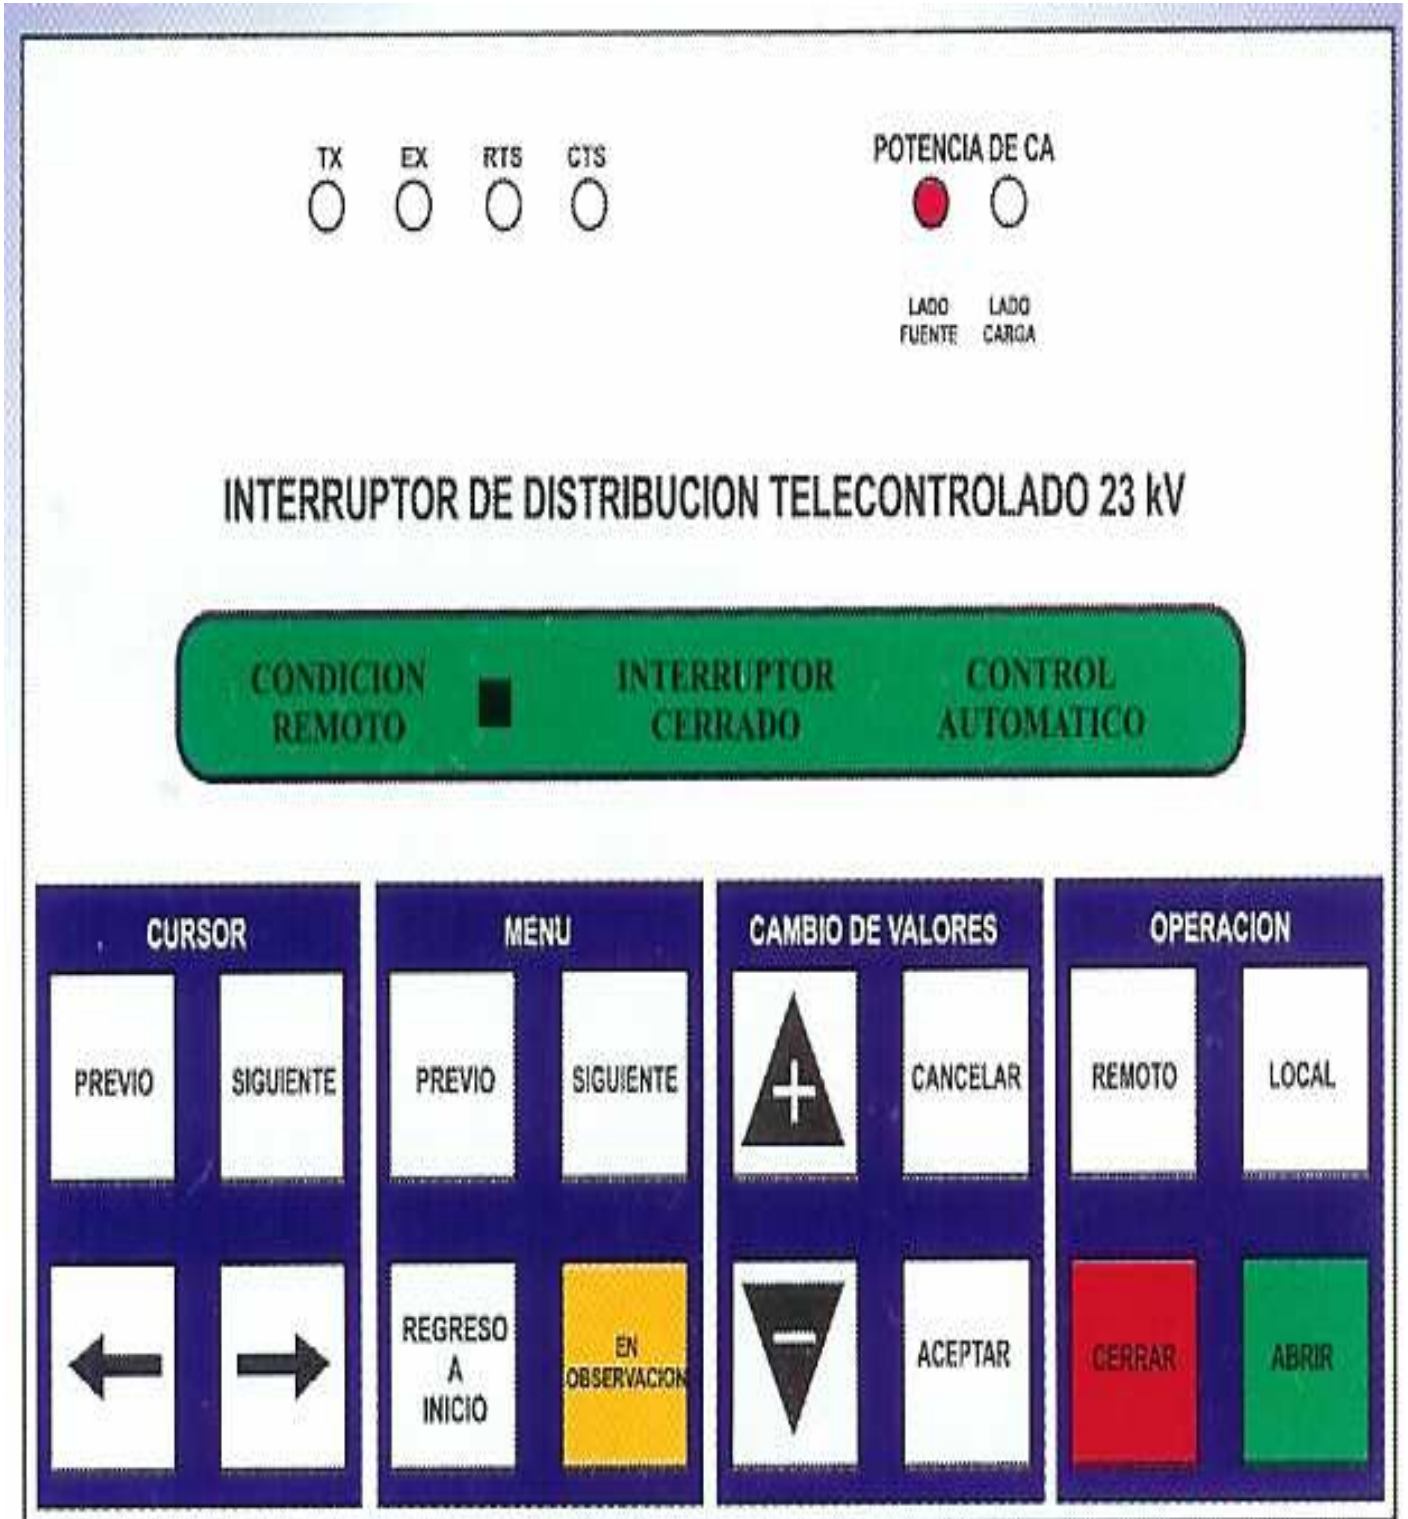 TX EX RTS CTS
POTENCIA DE CA
LADO FUENTE
LADO CARGA
INTERRUPTOR DE DISTRIBUCION TELECONTROLADO 23 kV
CONDICION REMOTO
INTERRUPTOR CERRADO
CONTROL AUTOMATICO
CURSOR
PREVIO
SIGUIENTE
MENU
PREVIO
SIGUIENTE
REGRESO
A
INICIO
EN
OBSERVACION
CAMBIO DE VALORES
+
CANCELAR
−
ACEPTAR
OPERACION
REMOTO
LOCAL
CERRAR
ABRIR